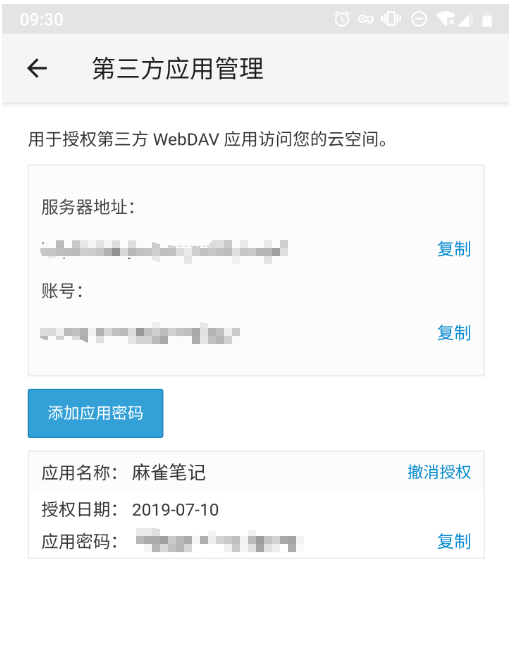 09:30
第三方应用管理
用于授权第三方 WebDAV 应用访问您的云空间。
服务器地址：
复制
账号：
复制
添加应用密码
应用名称： 麻雀笔记 撤消授权
授权日期： 2019-07-10
应用密码： 复制